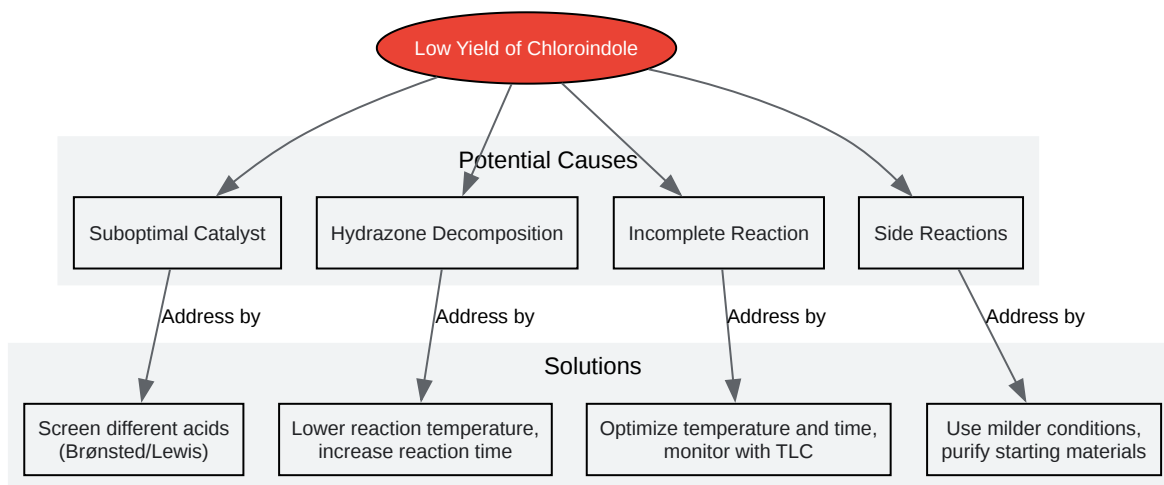 Low Yield of Chloroindole
Potential Causes
Suboptimal Catalyst
Hydrazone Decomposition
Incomplete Reaction
Side Reactions
Address by
Address by
Address by
Address by
Solutions
Screen different acids
(Brønsted/Lewis)
Lower reaction temperature,
increase reaction time
Optimize temperature and time,
monitor with TLC
Use milder conditions,
purify starting materials